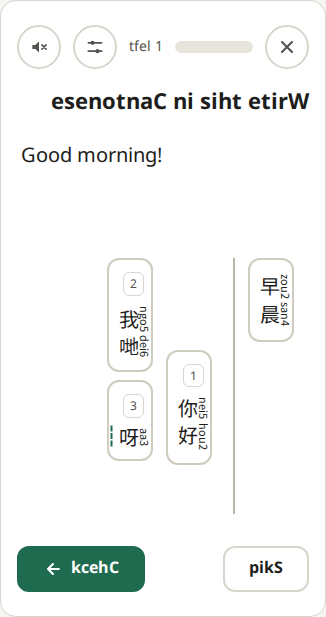 tfel 1
esenotnaC ni siht etirW
Good morning!
早晨
zou2 san4
1
你好
nei5 hou2
2
我哋
ngo5 dei6
3
呀
aa3
kcehC
pikS